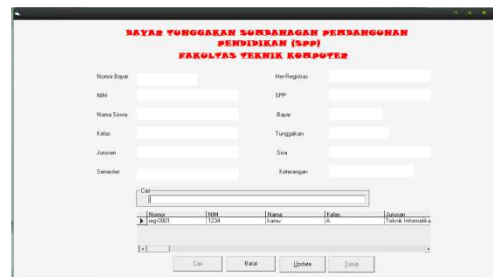 BAYAR TUNGGAKAN SUMBANAGAN PEMBANGUNAN
PENDIDIKAN (SPP)
FAKULTAS TEKNIK KOMPUTER
Nomor Bayar
Her-Registras
NIM
SPP
Nama Siswa
Bayar
Kelas
Tunggakan
Jurusan
Sisa
Semester
Keterangan
Cari
Nomor NIM Nama Kelas Jurusan
reg-0001 1234 kamu A Teknik Informatika
Cari Batal Update Tutup